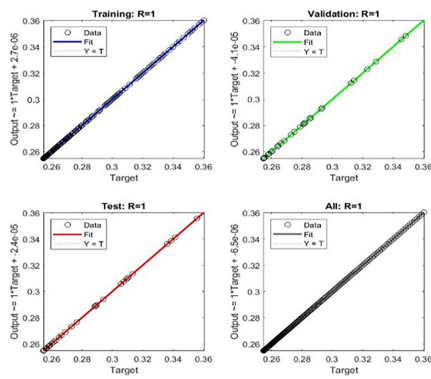 Training: R=1
Output ~= 1*Target + 2.7e-06
0.36
0.34
0.32
0.3
0.28
0.26
Data
Fit
Y = T
0.26 0.28 0.3 0.32 0.34 0.36
Target
Validation: R=1
Output ~= 1*Target + -4.1e-05
0.36
0.34
0.32
0.3
0.28
0.26
Data
Fit
Y = T
0.26 0.28 0.3 0.32 0.34 0.36
Target
Test: R=1
Output ~= 1*Target + -2.4e-05
0.36
0.34
0.32
0.3
0.28
0.26
Data
Fit
Y = T
0.26 0.28 0.3 0.32 0.34 0.36
Target
All: R=1
Output ~= 1*Target + -6.5e-06
0.36
0.34
0.32
0.3
0.28
0.26
Data
Fit
Y = T
0.26 0.28 0.3 0.32 0.34 0.36
Target